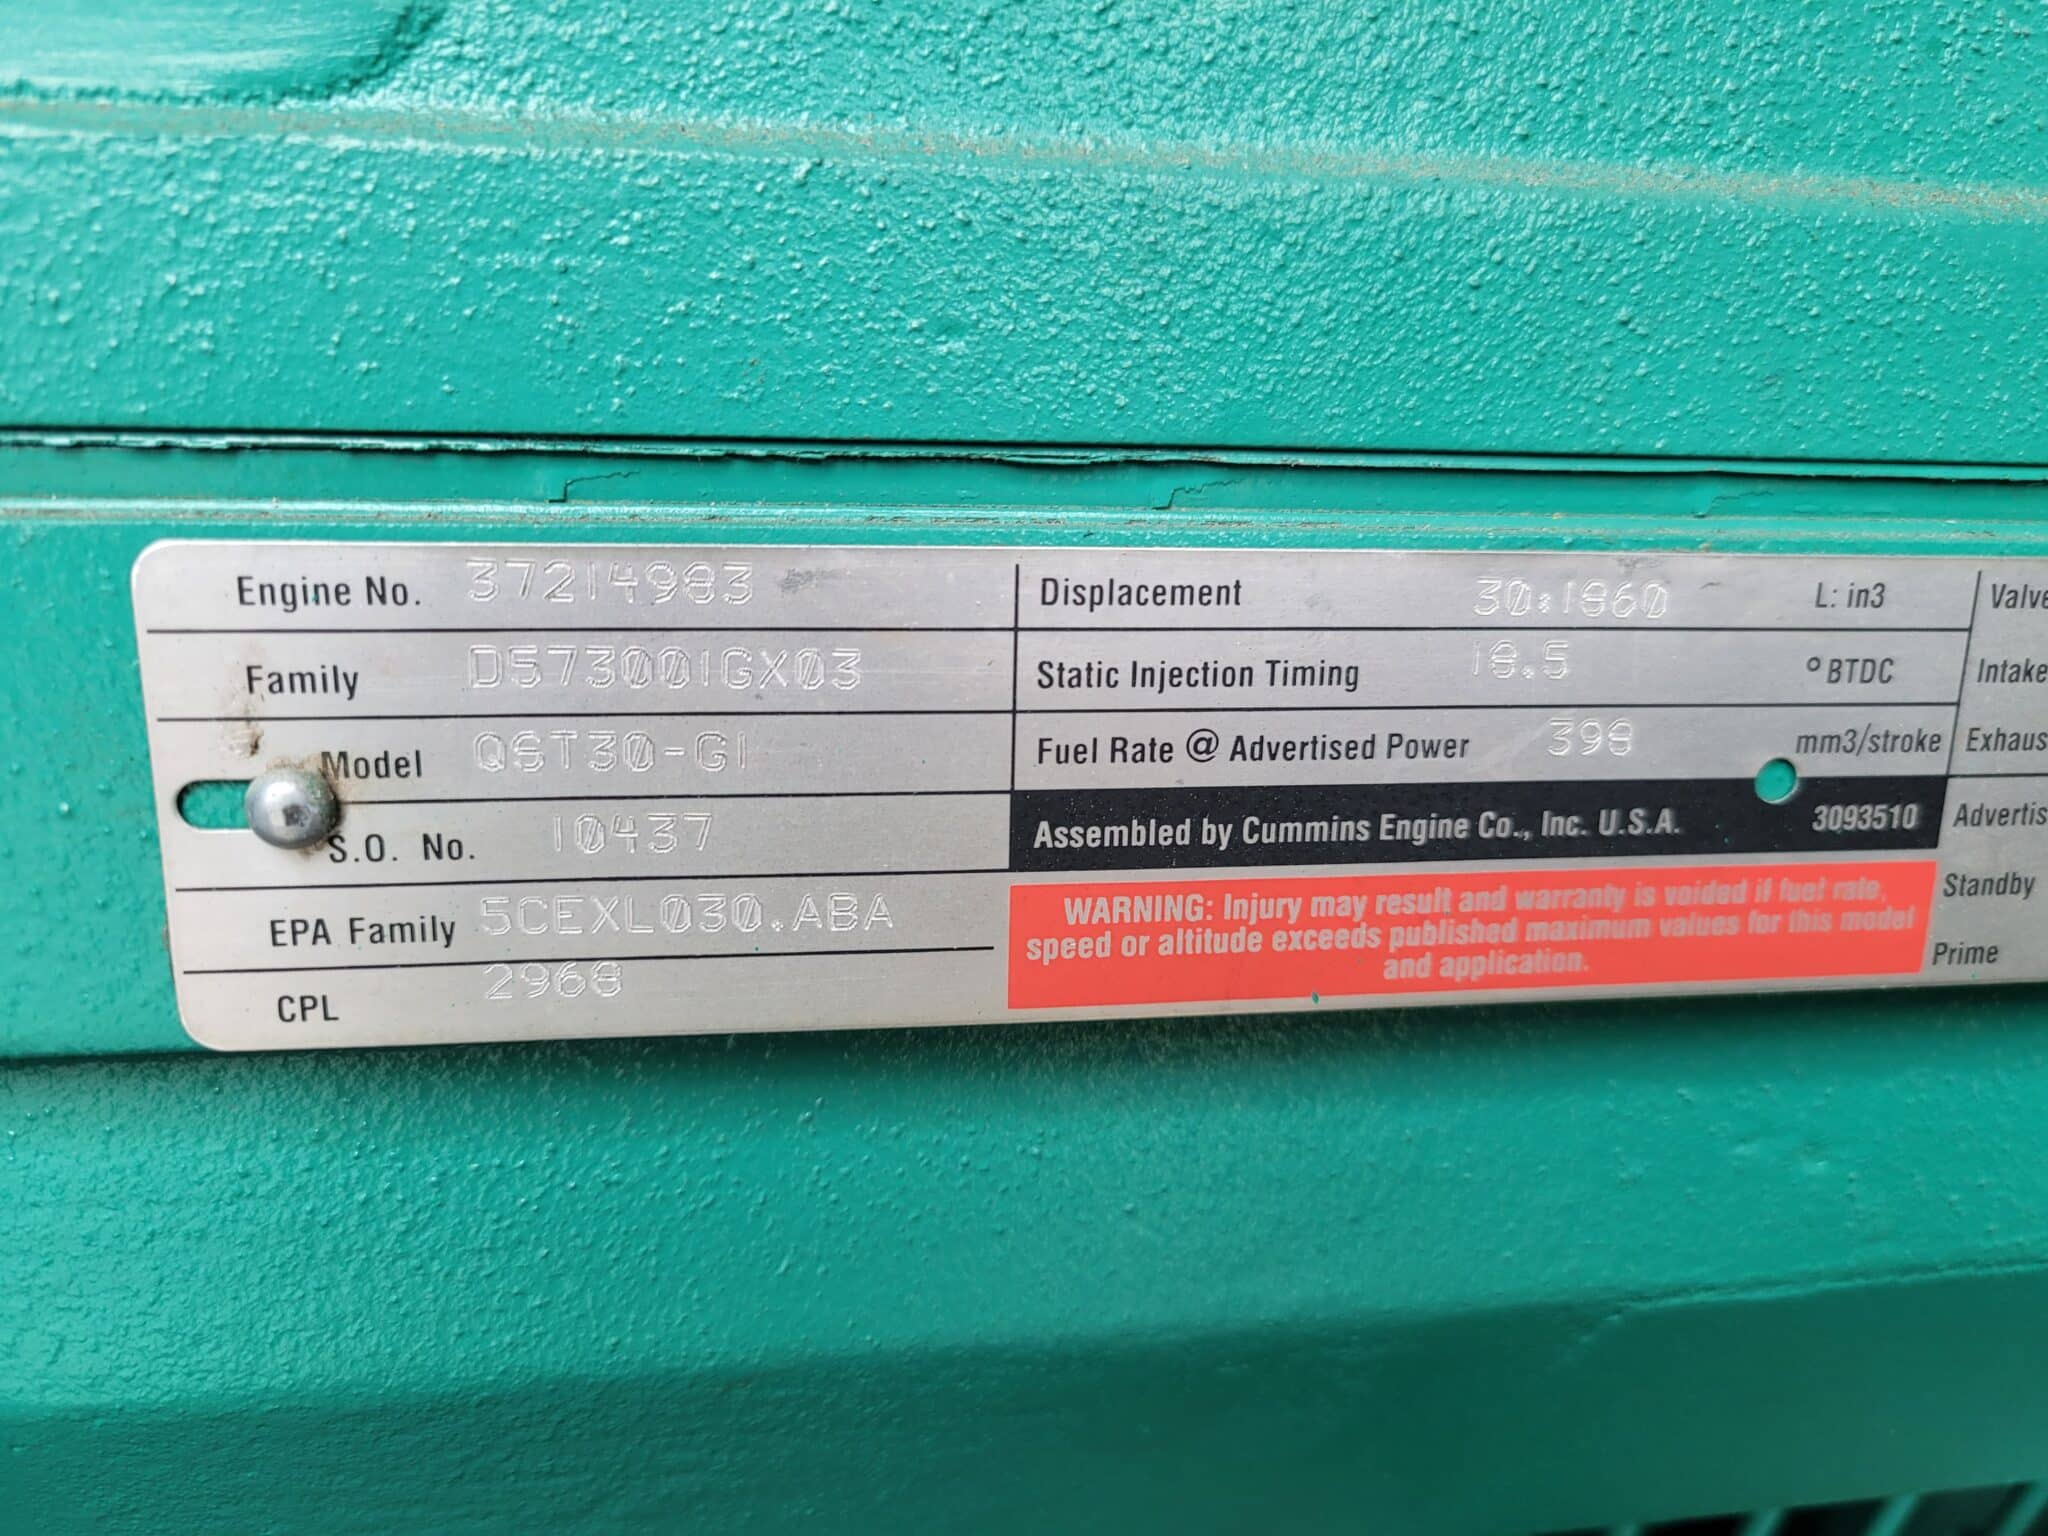 Engine No. 37214983
Family D573001GX03
Model QST30-G1
S.O. No. 10437
EPA Family 5CEXL030.ABA
CPL 2968
Displacement 30:1860 L: in3
Static Injection Timing 18.5 °BTDC
Fuel Rate @ Advertised Power 398 mm3/stroke
Assembled by Cummins Engine Co., Inc. U.S.A. 3093510
WARNING: Injury may result and warranty is voided if fuel rate,
speed or altitude exceeds published maximum values for this model
and application.
Valve
Intake
Exhaus
Advertis
Standby
Prime